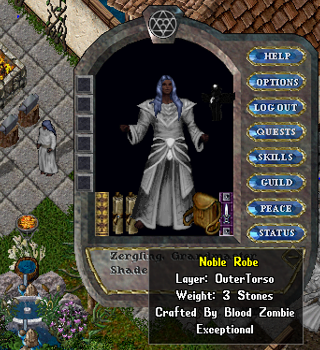 HELP
OPTIONS
LOG OUT
QUESTS
SKILLS
GUILD
PEACE
STATUS
Zergling, Gra
Shade
Noble Robe
Layer: OuterTorso
Weight: 3 Stones
Crafted By Blood Zombie
Exceptional